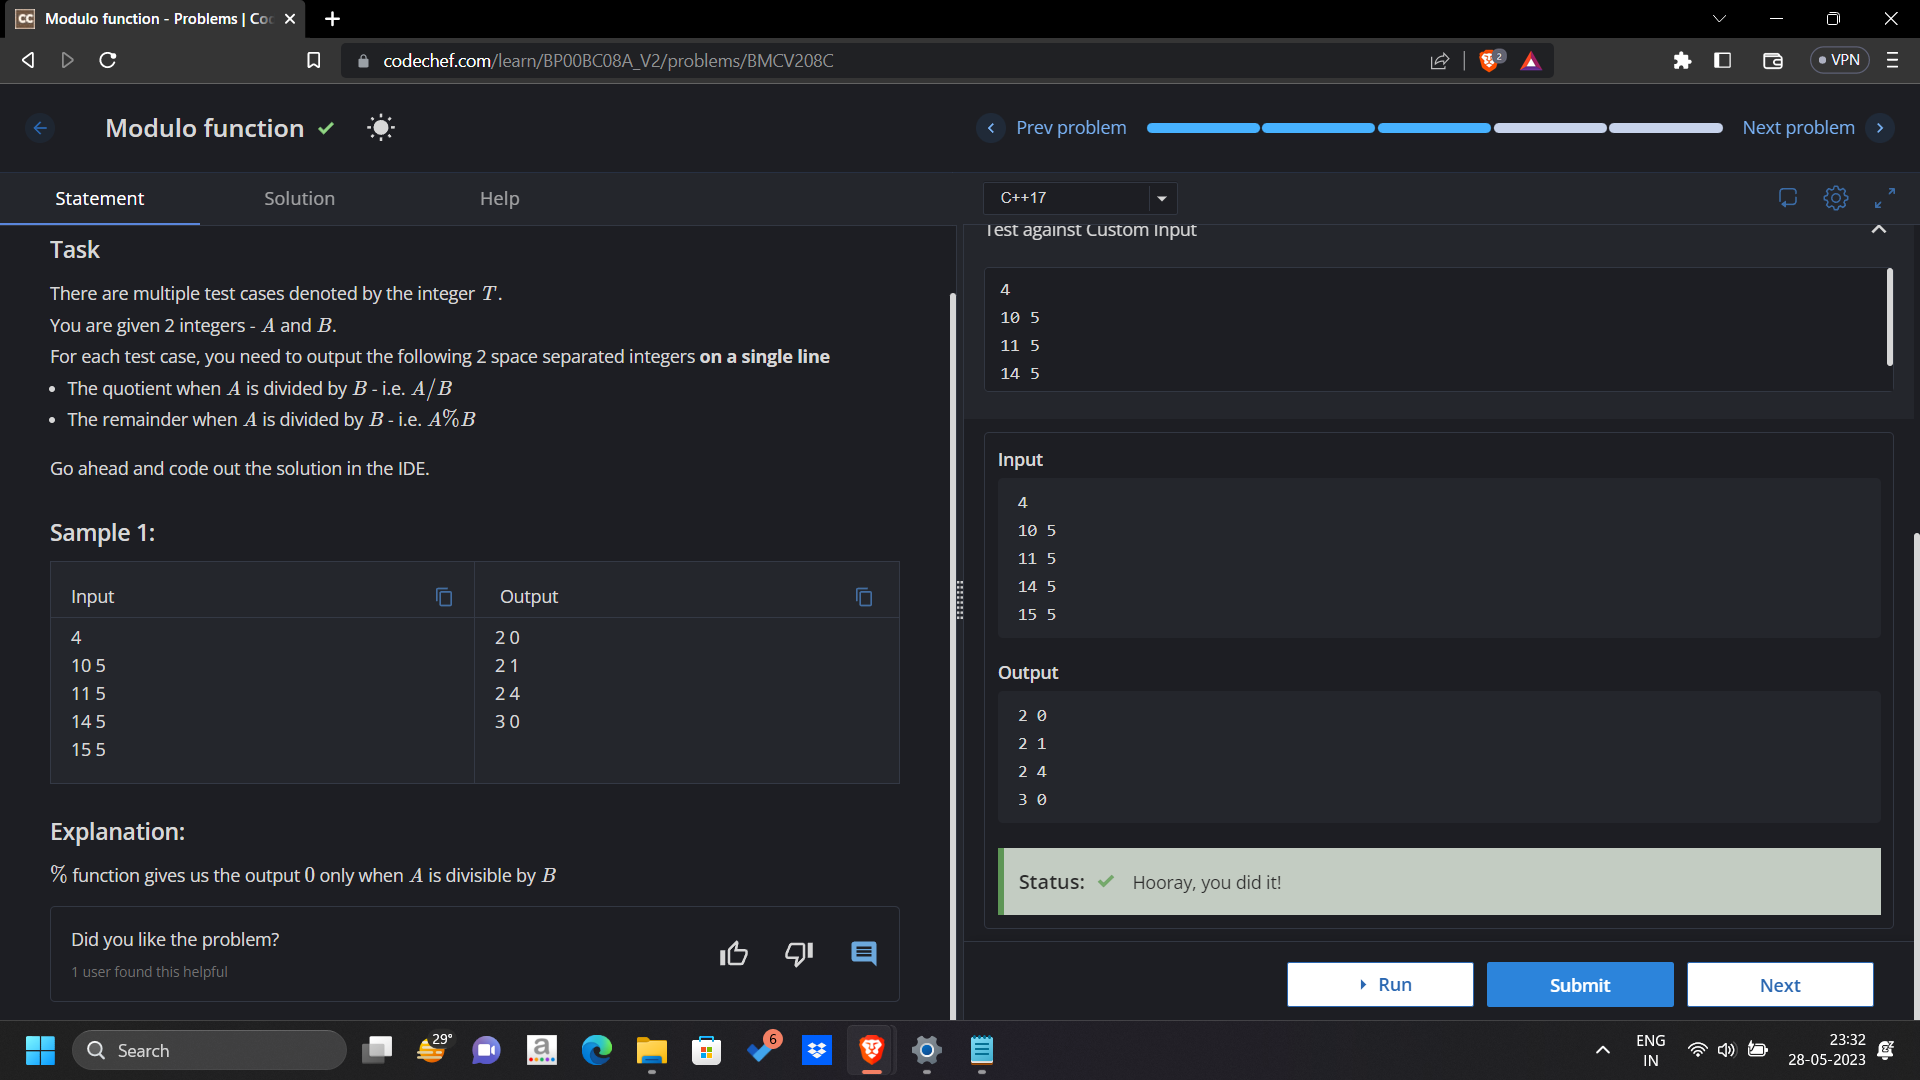 Modulo function - Problems | Co
codechef.com/learn/BP00BC08A_V2/problems/BMCV208C
2
VPN
Modulo function
Prev problem
Next problem
Statement
Solution
Help
C++17
Task
There are multiple test cases denoted by the integer T.
You are given 2 integers - A and B.
For each test case, you need to output the following 2 space separated integers on a single line
• The quotient when A is divided by B - i.e. A/B
• The remainder when A is divided by B - i.e. A%B
Go ahead and code out the solution in the IDE.
Sample 1:
Input
4
10 5
11 5
14 5
15 5
Output
2 0
2 1
2 4
3 0
Explanation:
% function gives us the output 0 only when A is divisible by B
Did you like the problem?
1 user found this helpful
Test against Custom Input
4
10 5
11 5
14 5
Input
4
10 5
11 5
14 5
15 5
Output
2 0
2 1
2 4
3 0
Status: Hooray, you did it!
Run
Submit
Next
Search
29°
a
6
ENG
IN
23:32
28-05-2023